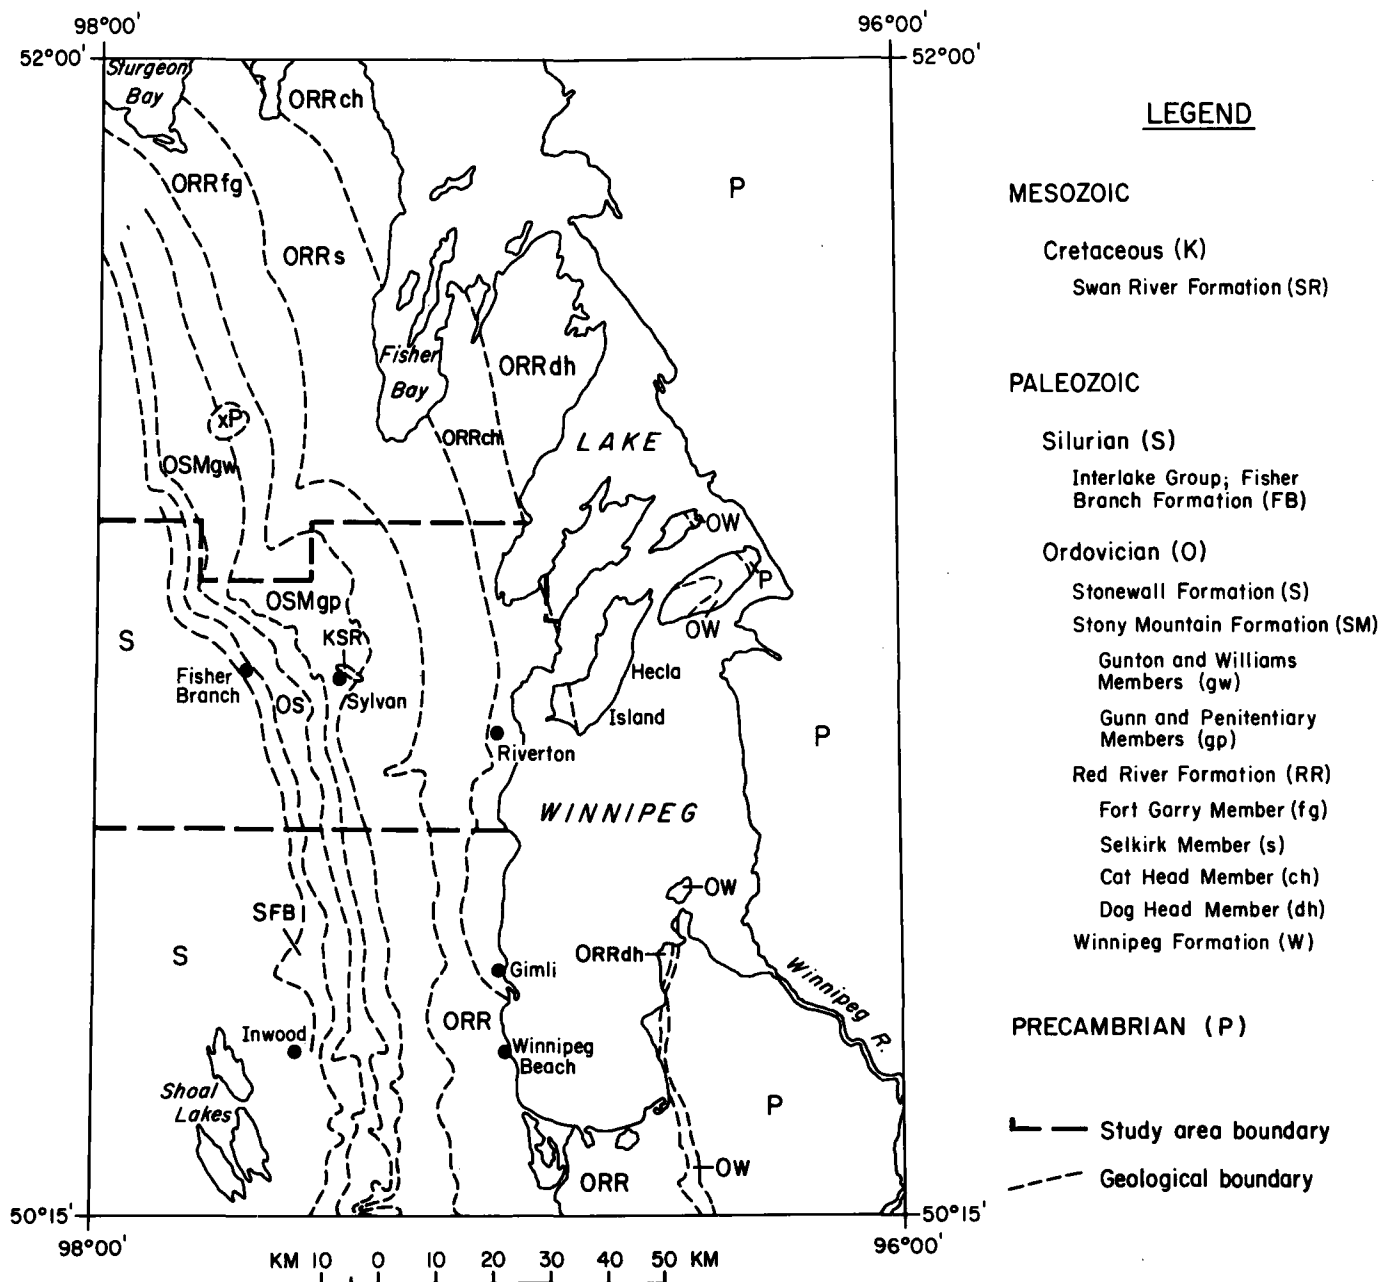 98°00'
96°00'
52°00'
52°00'
Sturgeon
Bay
ORRch
ORRfg
P
ORRs
Fisher
Bay
ORRdh
xP
ORRch
LAKE
OSMgw
OW
P
OSMgp
OW
S
KSR
Fisher
Branch
Sylvan
Hecla
Island
OS
Riverton
P
WINNIPEG
OW
SFB
S
ORRdh
Gimli
Winnipeg R.
ORR
Inwood
Winnipeg
Beach
Shoal
Lakes
P
OW
ORR
50°15'
50°15'
98°00'
96°00'
KM 10 0 10 20 30 40 50 KM
LEGEND
MESOZOIC
Cretaceous (K)
Swan River Formation (SR)
PALEOZOIC
Silurian (S)
Interlake Group; Fisher
Branch Formation (FB)
Ordovician (O)
Stonewall Formation (S)
Stony Mountain Formation (SM)
Gunton and Williams
Members (gw)
Gunn and Penitentiary
Members (gp)
Red River Formation (RR)
Fort Garry Member (fg)
Selkirk Member (s)
Cat Head Member (ch)
Dog Head Member (dh)
Winnipeg Formation (W)
PRECAMBRIAN (P)
Study area boundary
Geological boundary